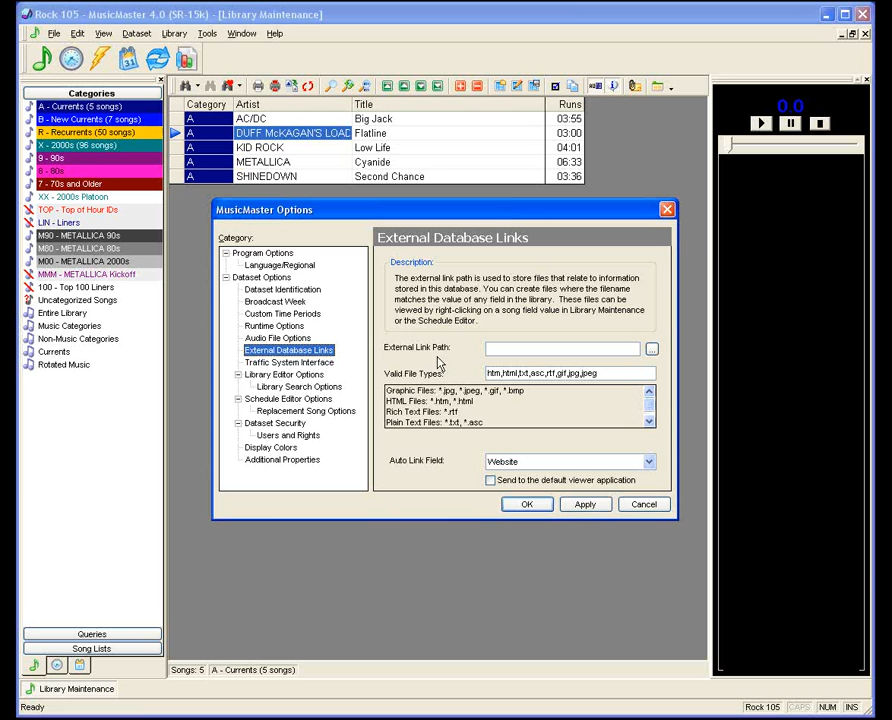 Rock 105 - MusicMaster 4.0 (SR-15k) - [Library Maintenance]
File Edit View Dataset Library Tools Window Help
31
Categories
A - Currents (5 songs)
B - New Currents (7 songs)
R - Recurrents (50 songs)
X - 2000s (96 songs)
9 - 90s
8 - 80s
7 - 70s and Older
XX - 2000s Platoon
TOP - Top of Hour IDs
LIN - Liners
M90 - METALLICA 90s
M80 - METALLICA 80s
M00 - METALLICA 2000s
MMM - METALLICA Kickoff
100 - Top 100 Liners
Uncategorized Songs
Entire Library
Music Categories
Non-Music Categories
Currents
Rotated Music
Queries
Song Lists
Category Artist Title Runs
A AC/DC Big Jack 03:55
A DUFF McKAGAN'S LOAD Flatline 03:00
A KID ROCK Low Life 04:01
A METALLICA Cyanide 06:33
A SHINEDOWN Second Chance 03:36
0.0
MusicMaster Options
Category:
Program Options
Language/Regional
Dataset Options
Dataset Identification
Broadcast Week
Custom Time Periods
Runtime Options
Audio File Options
External Database Links
Traffic System Interface
Library Editor Options
Library Search Options
Schedule Editor Options
Replacement Song Options
Dataset Security
Users and Rights
Display Colors
Additional Properties
External Database Links
Description:
The external link path is used to store files that relate to information
stored in this database. You can create files where the filename
matches the value of any field in the library. These files can be
viewed by right-clicking on a song field value in Library Maintenance
or the Schedule Editor.
External Link Path:
...
Valid File Types: htm,html,txt,asc,rtf,gif,jpg,jpeg
Graphic Files: *.jpg, *.jpeg, *.gif, *.bmp
HTML Files: *.htm, *.html
Rich Text Files: *.rtf
Plain Text Files: *.txt, *.asc
Auto Link Field: Website
Send to the default viewer application
OK Apply Cancel
Songs: 5 A - Currents (5 songs)
Library Maintenance
Ready Rock 105 CAPS NUM INS